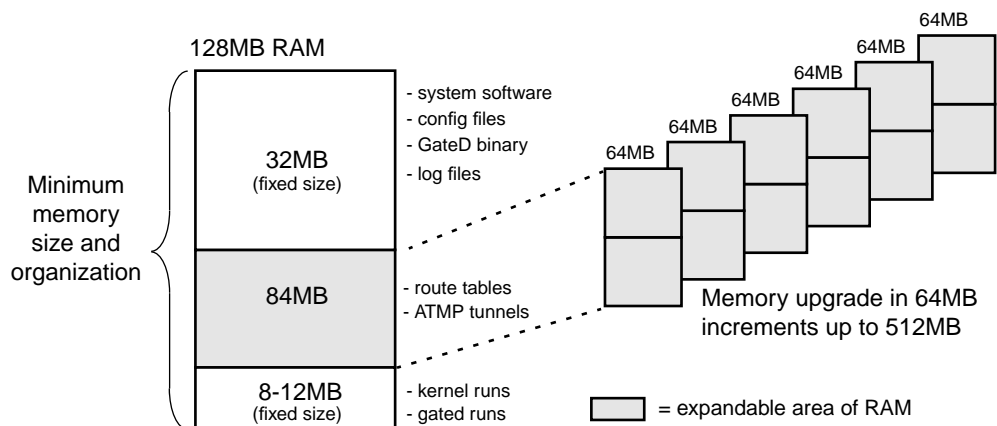 128MB RAM
Minimum
memory
size and
organization
32MB
(fixed size)
- system software
- config files
- GateD binary
- log files
84MB
- route tables
- ATMP tunnels
8-12MB
(fixed size)
- kernel runs
- gated runs
64MB
64MB
64MB
64MB
64MB
64MB
Memory upgrade in 64MB
increments up to 512MB
= expandable area of RAM